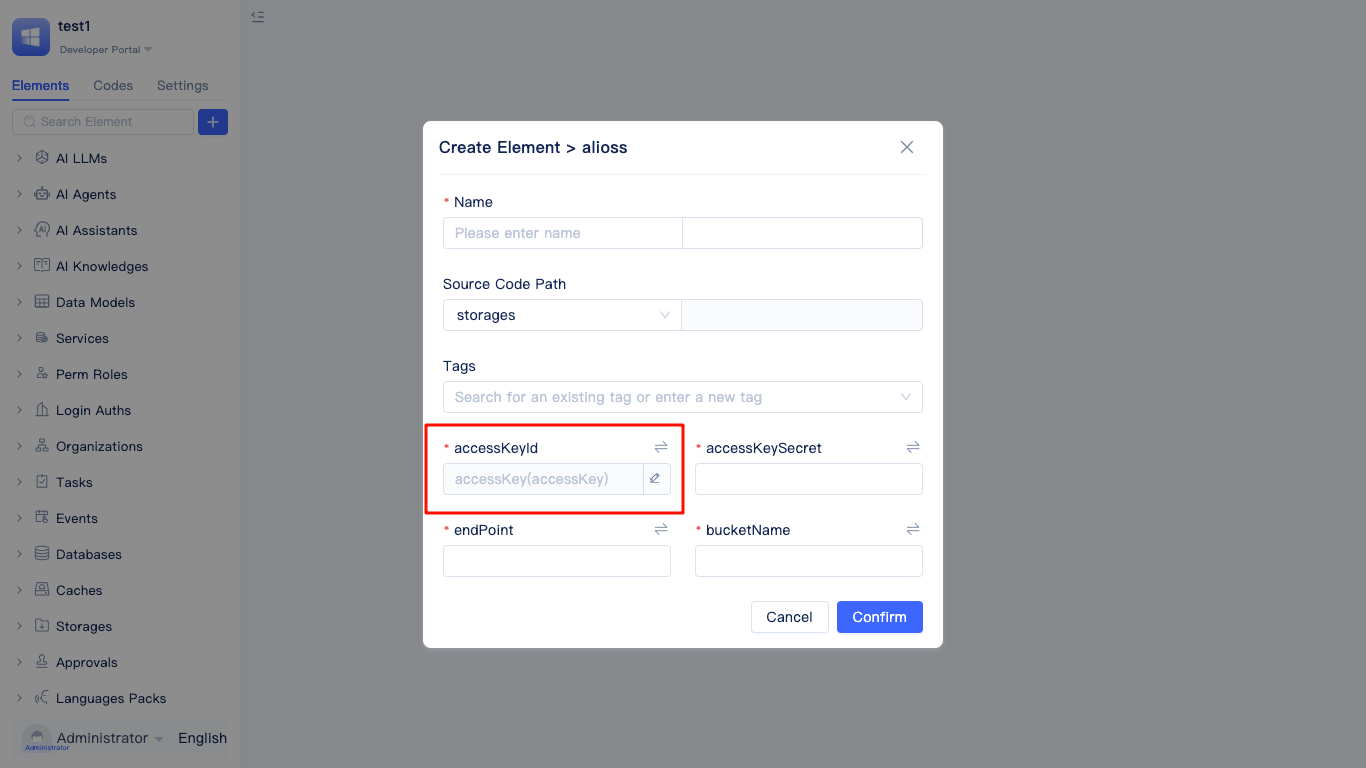 test1
Developer Portal
Elements Codes Settings
Search Element
AI LLMs
AI Agents
AI Assistants
AI Knowledges
Data Models
Services
Perm Roles
Login Auths
Organizations
Tasks
Events
Databases
Caches
Storages
Approvals
Languages Packs
Administrator English
Administrator
Create Element > alioss
* Name
Please enter name
Source Code Path
storages
Tags
Search for an existing tag or enter a new tag
* accessKeyId * accessKeySecret
accessKey(accessKey)
* endPoint * bucketName
Cancel Confirm